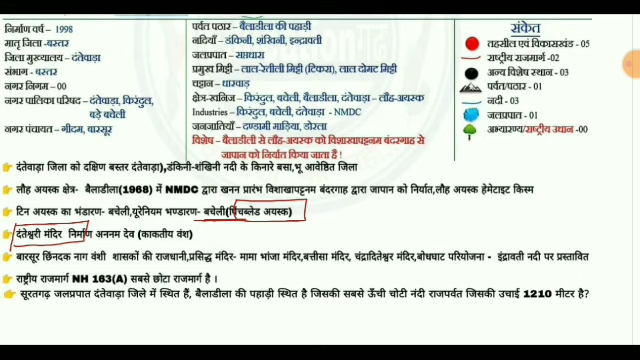 निर्माण वर्ष - 1998
मातृ जिला -बस्तर
जिला मुख्यालय – दंतेवाड़ा
संभाग - बस्तर
नगर निगम – 00
नगर पालिका परिषद - दंतेवाड़ा, किरंदुल,
बड़े बचेली
नगर पंचायत – गीदम, बारसूर
पर्वत पठार – बैलाडीला की पहाड़ी
नदियाँ – डंकिनी, शंखिनी, इन्द्रावती
जलप्रपात – सप्तधारा
प्रमुख मिट्टी – लाल-रेतीली मिट्टी (टिकरा), लाल दोमट मिट्टी
चट्टान – धारवाड़
क्षेत्र-खनिज – किरंदुल, बचेली, बैलाडीला, दंतेवाड़ा – लौह-अयस्क
Industries – किरंदुल, बचेली, दंतेवाड़ा - NMDC
जनजातियाँ – दण्डामी माड़िया, डोरला
विशेष – बैलाडीला से लौह-अयस्क को विशाखापट्टनम बंदरगाह से
जापान को निर्यात किया जाता है !
संकेत
तहसील एवं विकासखण्ड - 05
राष्ट्रीय राजमार्ग -02
अन्य विशेष स्थान – 03
पर्वत-पठार – 01
नदी – 03
जलप्रपात – 01
अभ्यारण्य/राष्ट्रीय उद्यान -00
दंतेवाड़ा जिला को दक्षिण बस्तर दंतेवाड़ा),डंकिनी-शंखिनी नदी के किनारे बसा,भू आवेष्ठित जिला
लौह अयस्क क्षेत्र- बैलाडीला(1968) में NMDC द्वारा खनन प्रारंभ विशाखापट्टनम बंदरगाह द्वारा जापान को निर्यात,लौह अयस्क हेमेटाइट किस्म
टिन अयस्क का भंडारण- बचेली,यूरेनियम भण्डारण- बचेली(पिचब्लेड अयस्क)
दंतेश्वरी मंदिर निर्माण अननम देव (काकतीय वंश)
बारसूर छिंदक नाग वंशी शासकों की राजधानी,प्रसिद्ध मंदिर- मामा भांजा मंदिर,बत्तीसा मंदिर, चंद्रादितेश्वर मंदिर,बोधघाट परियोजना - इंद्रावती नदी पर प्रस्तावित
राष्ट्रीय राजमार्ग NH 163(A) सबसे छोटा राजमार्ग है ।
सूरतगढ़ जलप्रपात दंतेवाड़ा जिले में स्थित हैं, बैलाडीला की पहाड़ी स्थित है जिसकी सबसे ऊँची चोटी नंदी राजपर्वत जिसकी उचाई 1210 मीटर है?